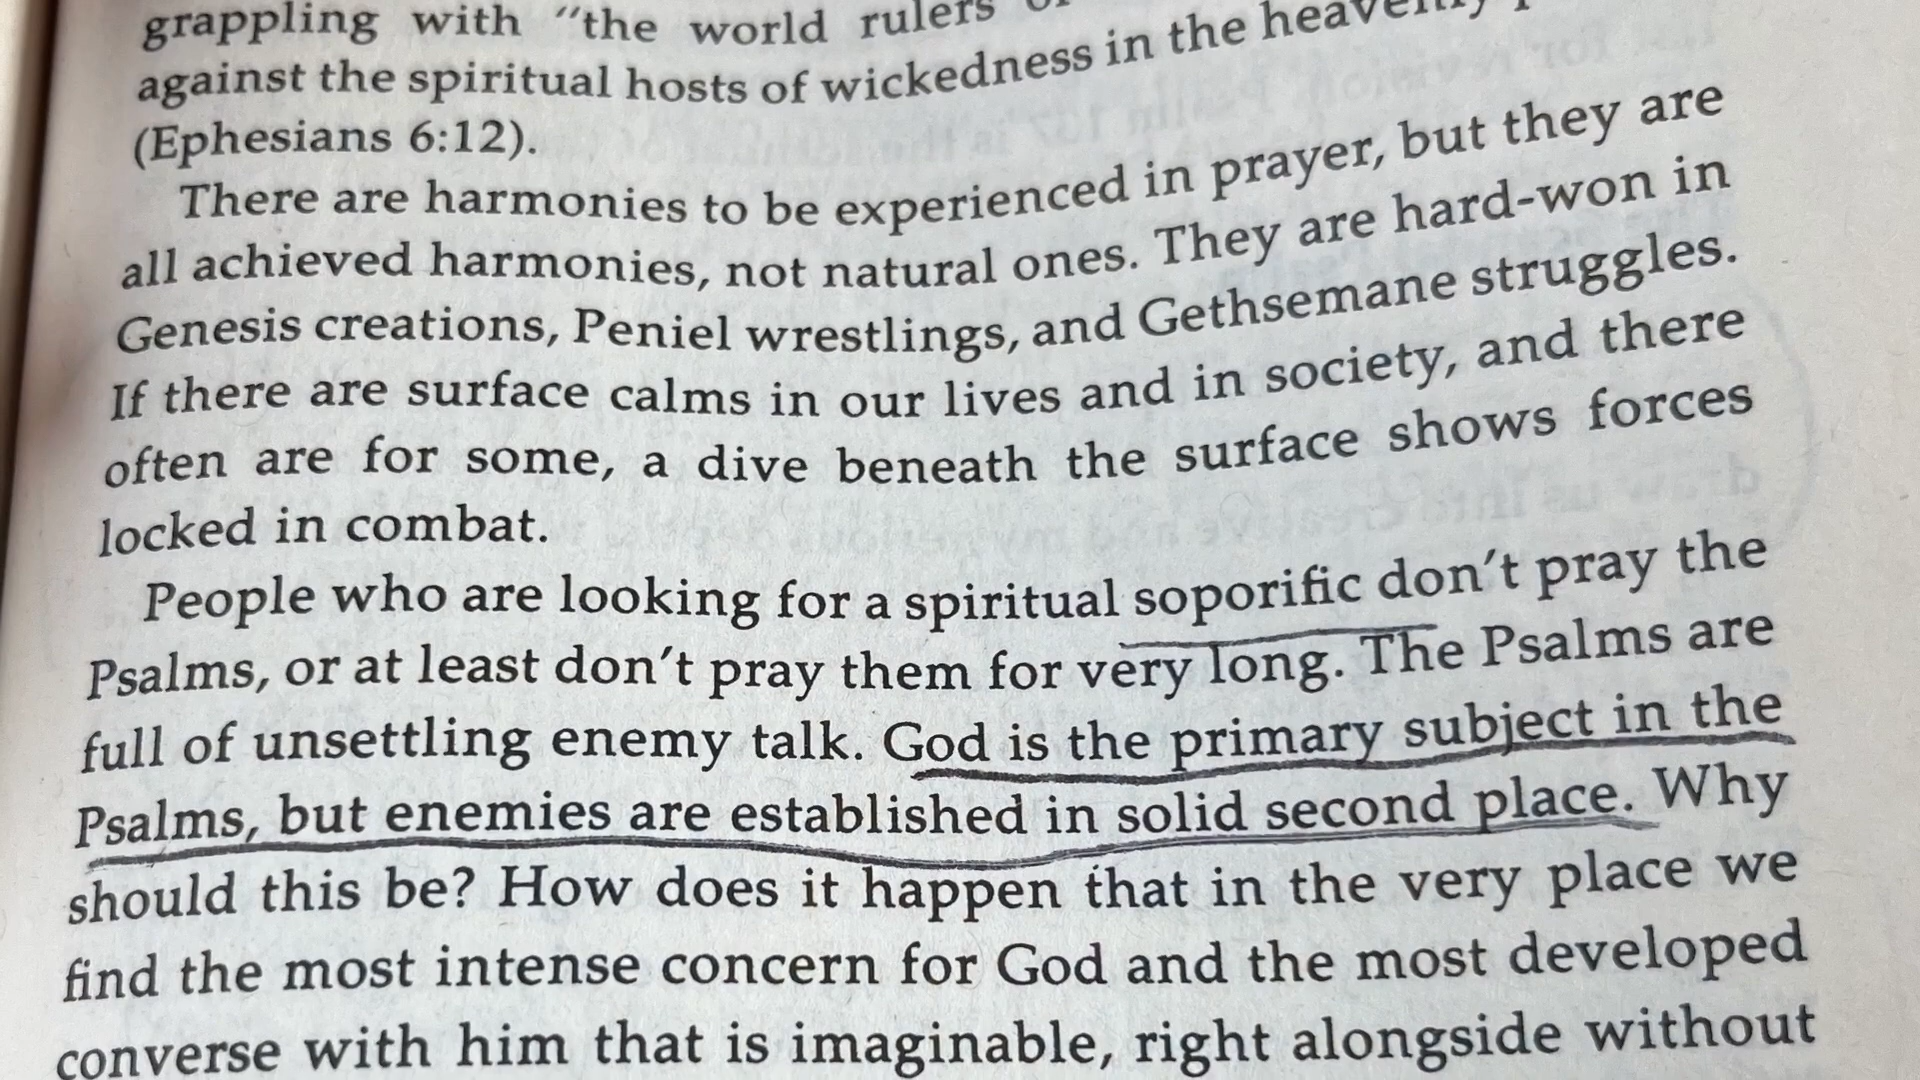 grappling with “the world rulers
against the spiritual hosts of wickedness in the heavenly
(Ephesians 6:12).
There are harmonies to be experienced in prayer, but they are
all achieved harmonies, not natural ones. They are hard-won in
Genesis creations, Peniel wrestlings, and Gethsemane struggles.
If there are surface calms in our lives and in society, and there
often are for some, a dive beneath the surface shows forces
locked in combat.
People who are looking for a spiritual soporific don’t pray the
Psalms, or at least don’t pray them for very long. The Psalms are
full of unsettling enemy talk. God is the primary subject in the
Psalms, but enemies are established in solid second place. Why
should this be? How does it happen that in the very place we
find the most intense concern for God and the most developed
converse with him that is imaginable, right alongside without